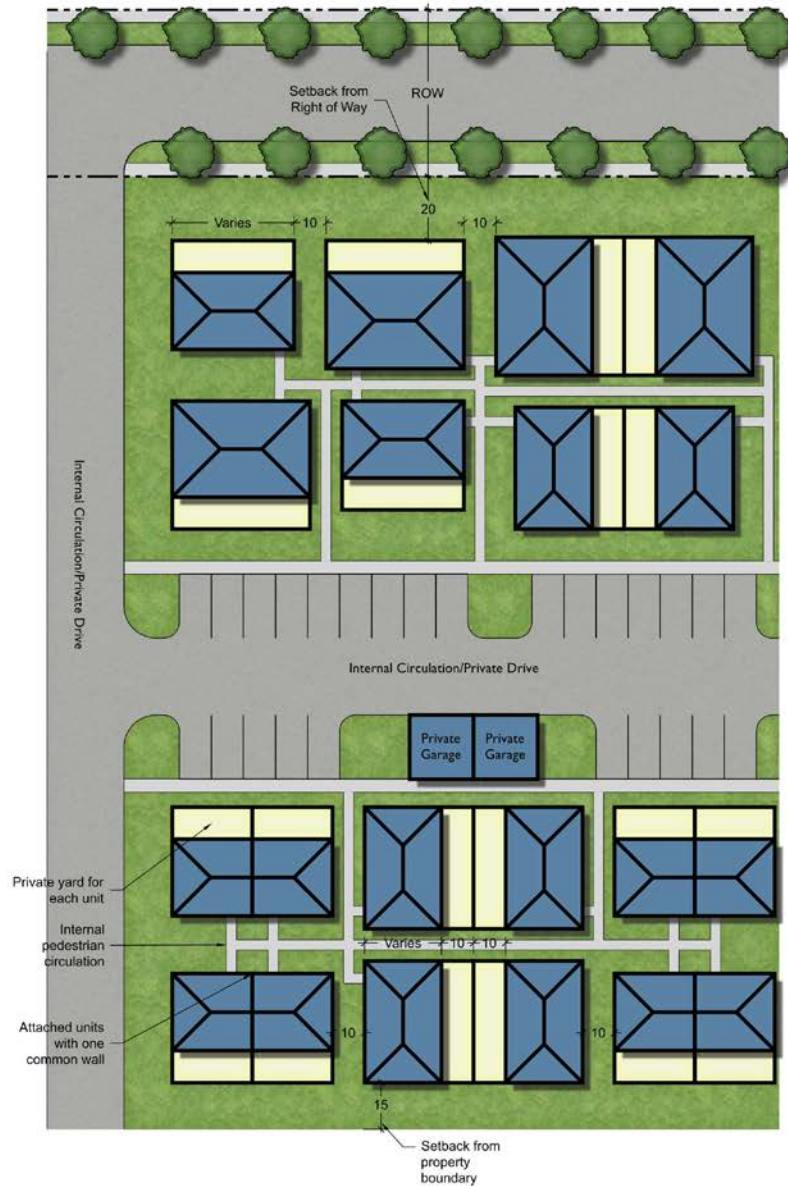 Setback from
Right of Way
ROW
20
Varies
10
10
Internal Circulation/Private Drive
Internal Circulation/Private Drive
Private
Garage
Private
Garage
Private yard for
each unit
Internal
pedestrian
circulation
Varies
10
10
Attached units
with one
common wall
10
10
15
Setback from
property
boundary